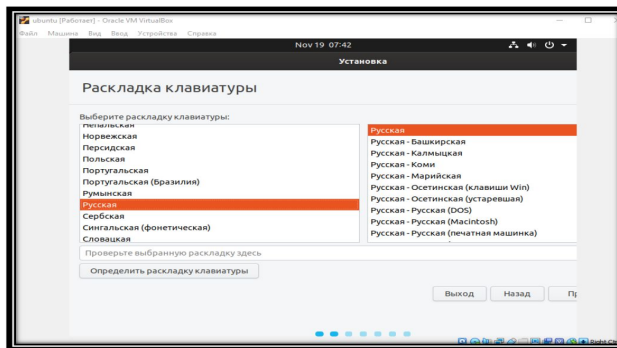 ubuntu [Работает] - Oracle VM VirtualBox
Файл Машина Вид Ввод Устройства Справка
Nov 19 07:42
Установка
Раскладка клавиатуры
Выберите раскладку клавиатуры:
Непальская
Норвежская
Персидская
Польская
Португальская
Португальская (Бразилия)
Румынская
Русская
Сербская
Сингальская (фонетическая)
Словацкая
Русская
Русская - Башкирская
Русская - Калмыцкая
Русская - Коми
Русская - Марийская
Русская - Осетинская (клавиши Win)
Русская - Осетинская (устаревшая)
Русская - Русская (DOS)
Русская - Русская (Macintosh)
Русская - Русская (печатная машинка)
Проверьте выбранную раскладку здесь
Определить раскладку клавиатуры
Выход Назад Пр
Right Ct